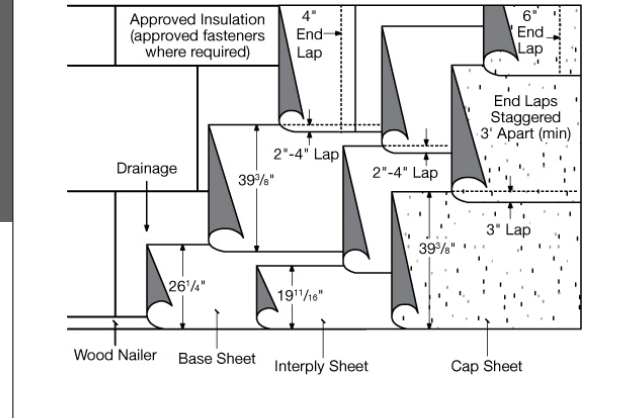 Approved Insulation
(approved fasteners
where required)
4"
End
Lap
6"
End
Lap
End Laps
Staggered
3' Apart (min)
2"-4" Lap
2"-4" Lap
Drainage
39³/₈"
3" Lap
39³/₈"
26¹/₄"
19¹¹/₁₆"
Wood Nailer
Base Sheet
Interply Sheet
Cap Sheet